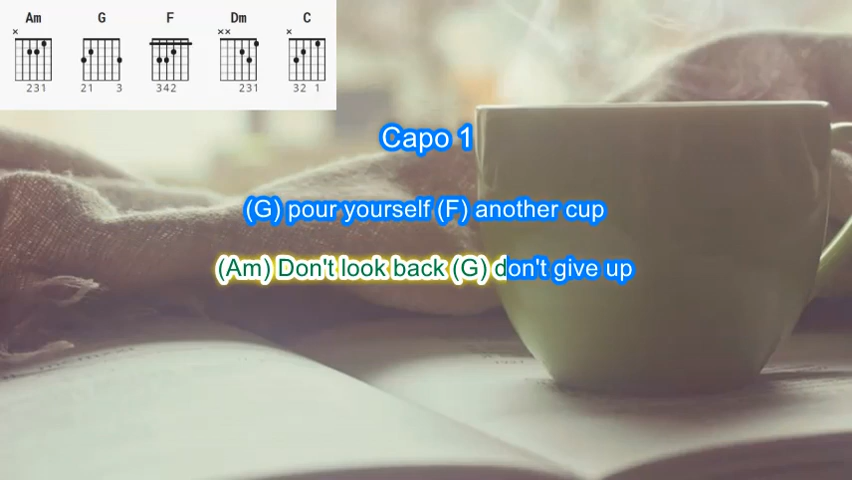 Am G F Dm C
× ×× ×
231 21 3 342 231 32 1
Capo 1
(G) pour yourself (F) another cup
(Am) Don't look back (G) don't give up